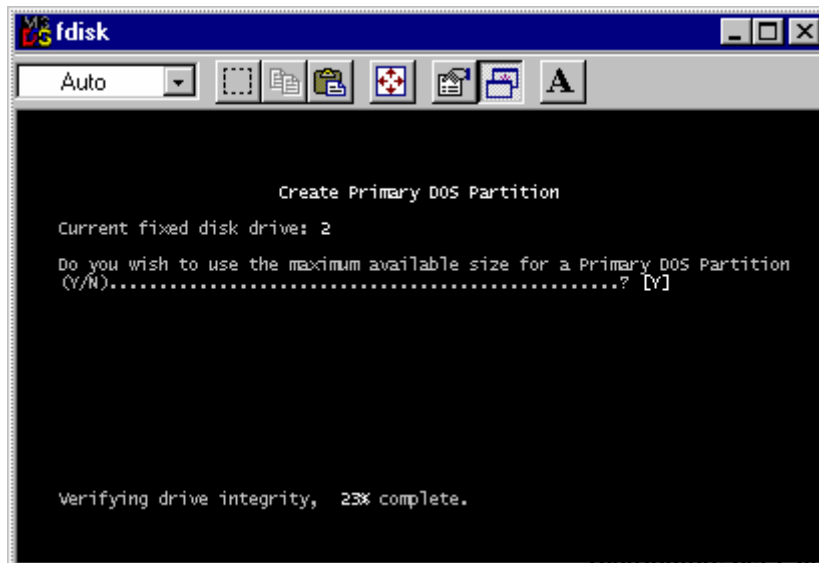 fdisk
Auto
A
Create Primary DOS Partition
Current fixed disk drive: 2
Do you wish to use the maximum available size for a Primary DOS Partition
(Y/N)...................................................? [Y]
Verifying drive integrity,  23% complete.